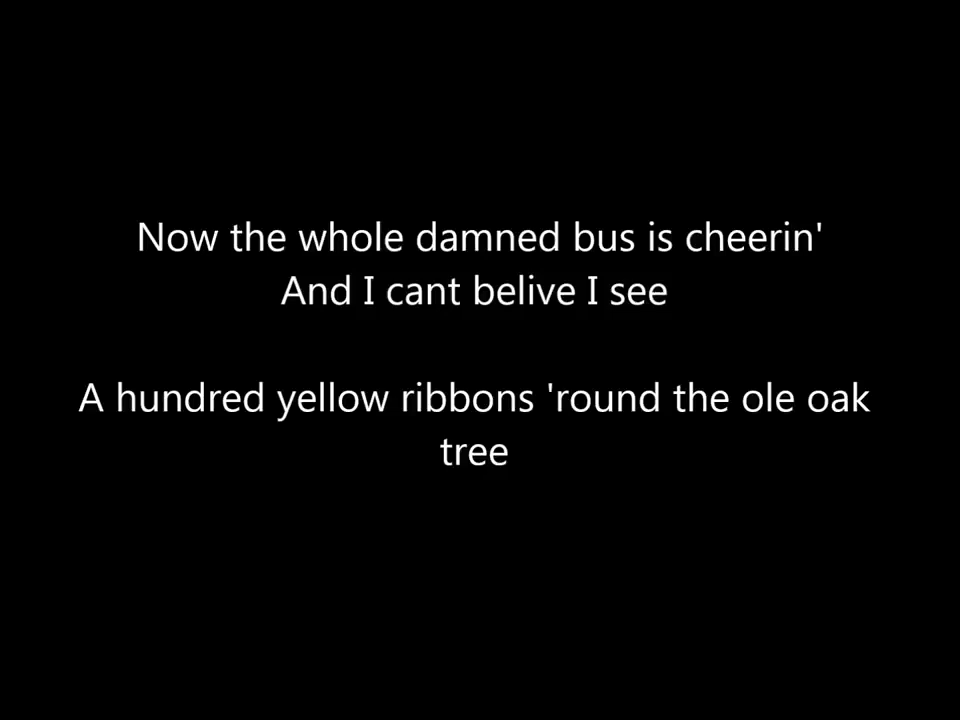 Now the whole damned bus is cheerin'
And I cant belive I see
A hundred yellow ribbons 'round the ole oak
tree